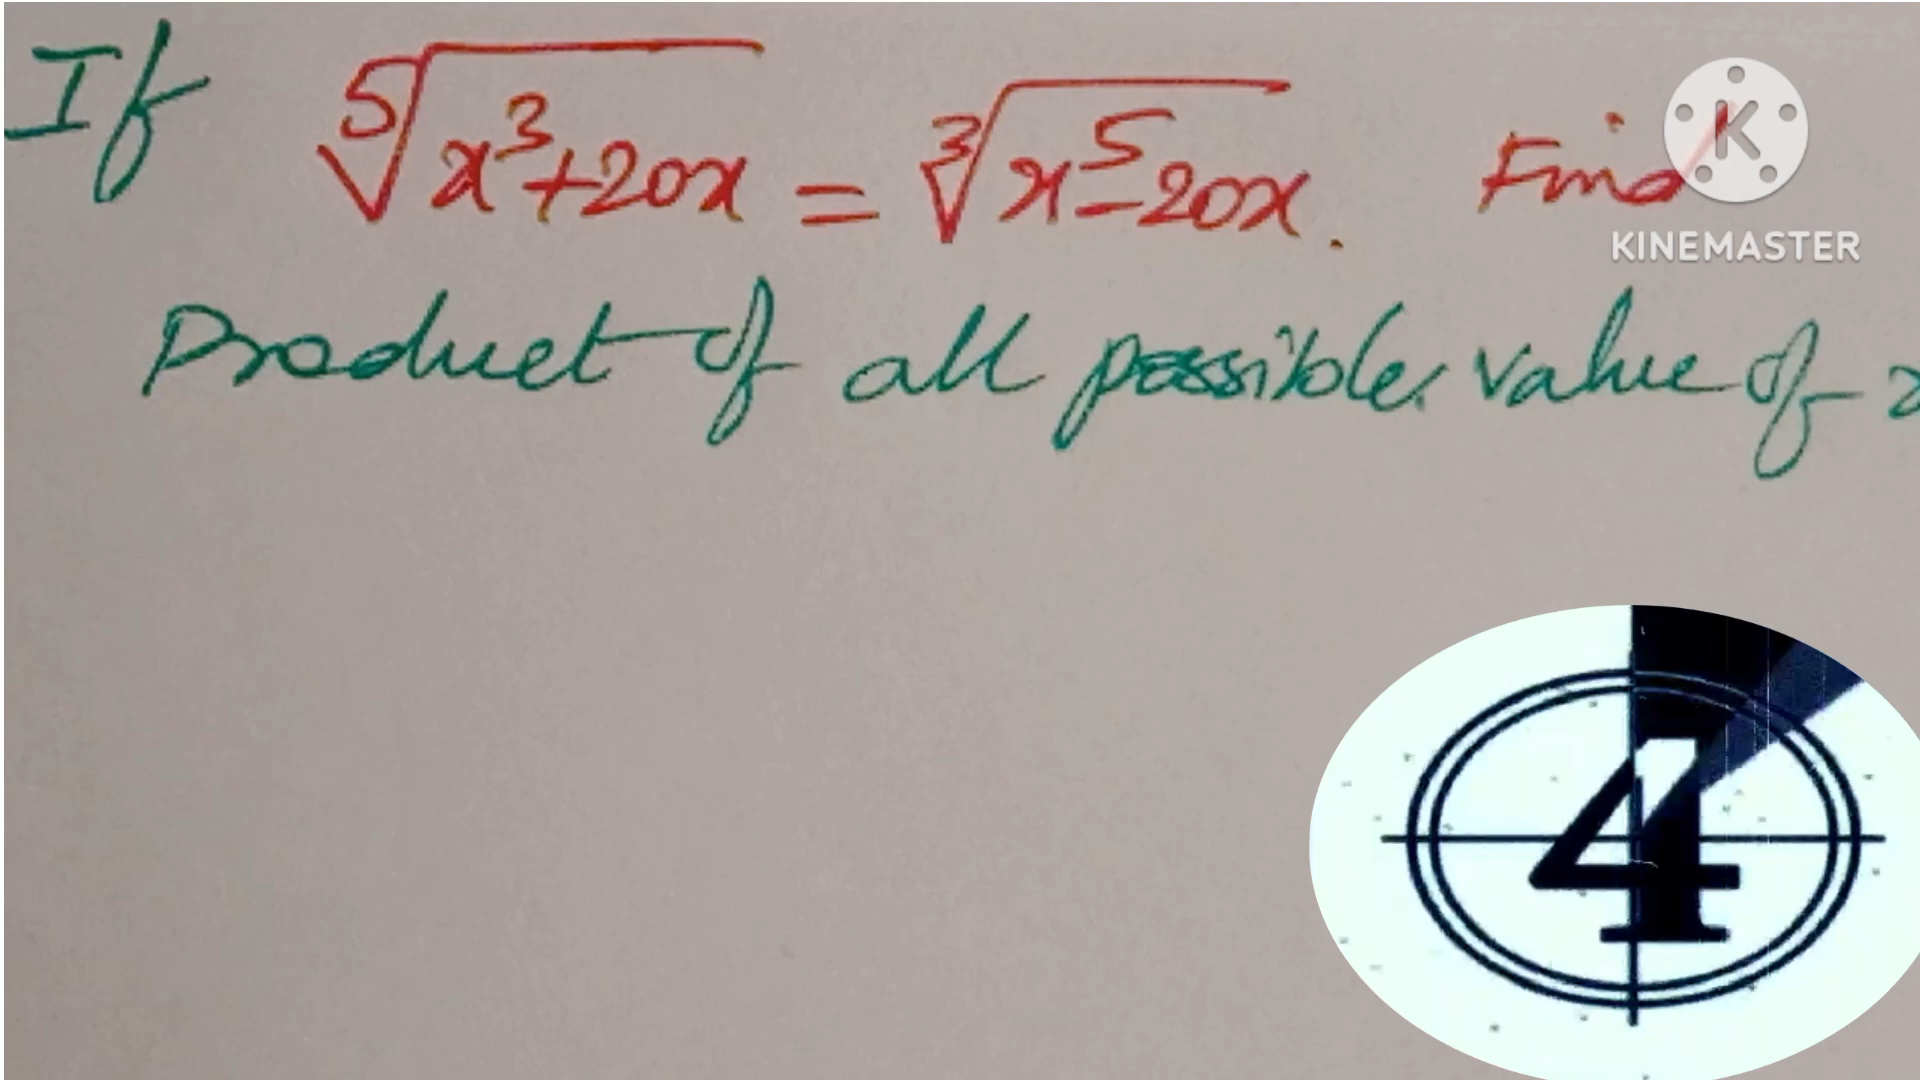 If ⁵√(x³+20x) = ³√(x⁵-20x). Find
KINEMASTER
Product of all possible value of x
4